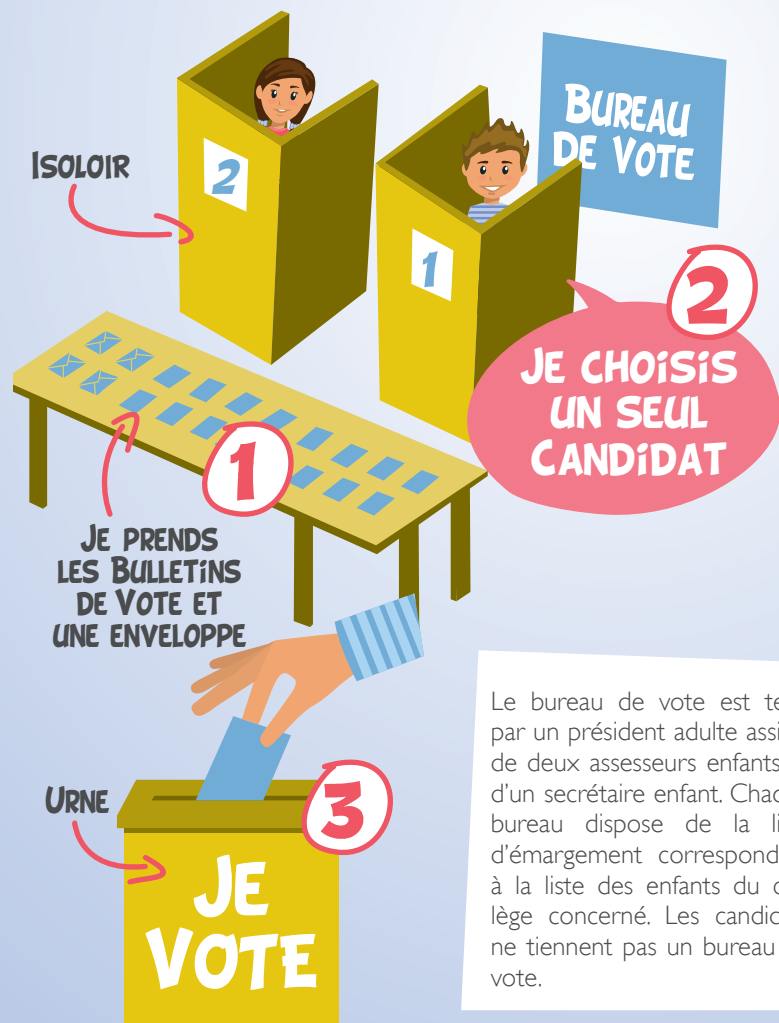 BUREAU
DE VOTE
ISOLOIR
2
1
2
JE CHOISIS
UN SEUL
CANDIDAT
1
JE PRENDS
LES BULLETINS
DE VOTE ET
UNE ENVELOPPE
URNE
3
JE
VOTE
Le bureau de vote est te
par un président adulte assi
de deux assesseurs enfants
d'un secrétaire enfant. Chac
bureau dispose de la li
d'émargement correspond
à la liste des enfants du c
lège concerné. Les candid
ne tiennent pas un bureau
vote.